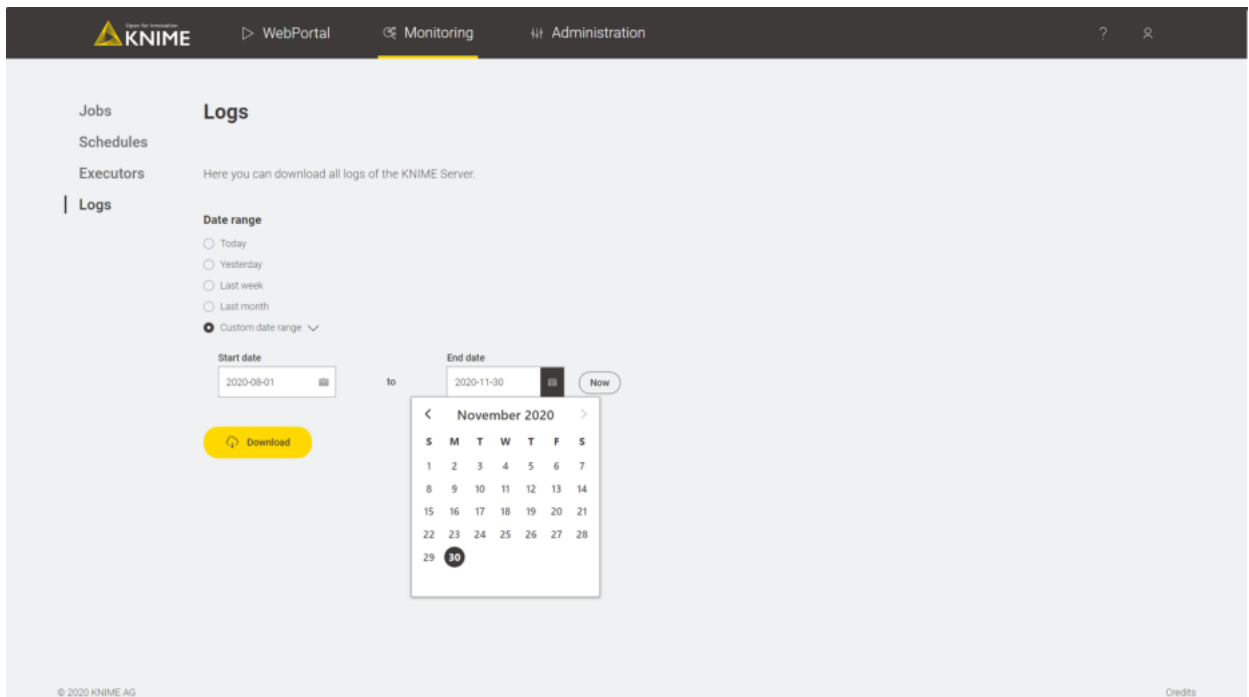 Open for Innovation
KNIME
WebPortal
Monitoring
Administration
?
Jobs
Schedules
Executors
Logs
Logs
Here you can download all logs of the KNIME Server.
Date range
Today
Yesterday
Last week
Last month
Custom date range
Start date
End date
2020-08-01
to
2020-11-30
Now
Download
November 2020
S M T W T F S
1 2 3 4 5 6 7
8 9 10 11 12 13 14
15 16 17 18 19 20 21
22 23 24 25 26 27 28
29 30
© 2020 KNIME AG
Credits